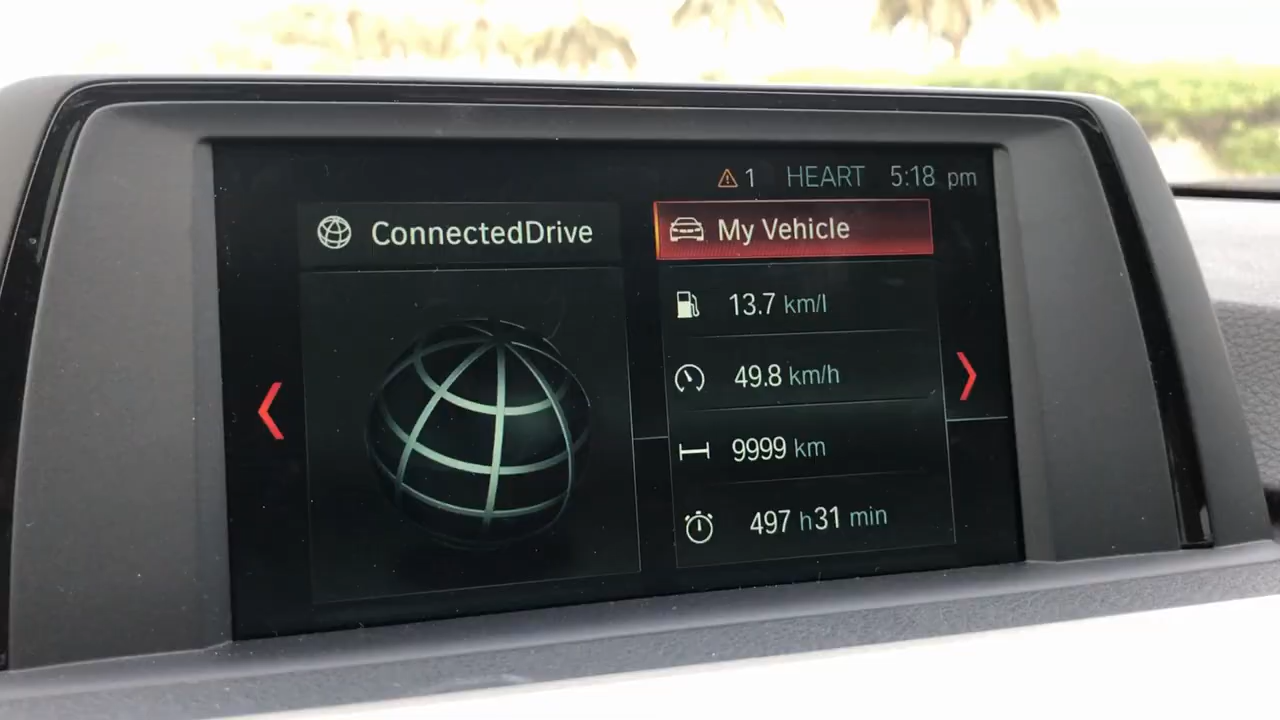 1 HEART 5:18 pm
ConnectedDrive
My Vehicle
13.7 km/l
49.8 km/h
9999 km
497 h31 min